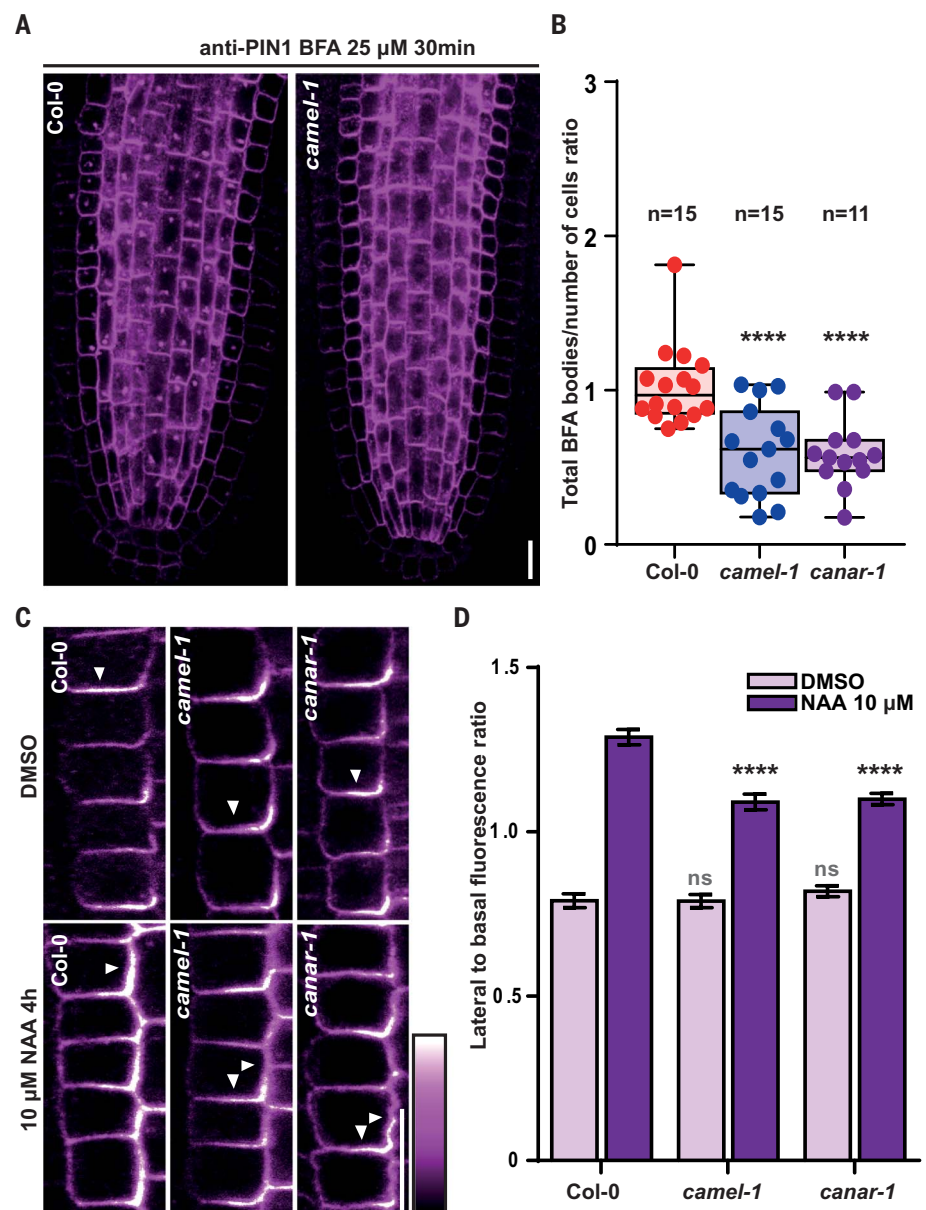 A
anti-PIN1 BFA 25 µM 30min
Col-0
camel-1
B
Total BFA bodies/number of cells ratio
3
2
1
0
n=15
n=15
n=11
****
****
Col-0
camel-1
canar-1
C
DMSO
Col-0
camel-1
canar-1
10 µM NAA 4h
Col-0
camel-1
canar-1
D
Lateral to basal fluorescence ratio
1.5
1.0
0.5
0
DMSO
NAA 10 µM
****
****
ns
ns
Col-0
camel-1
canar-1